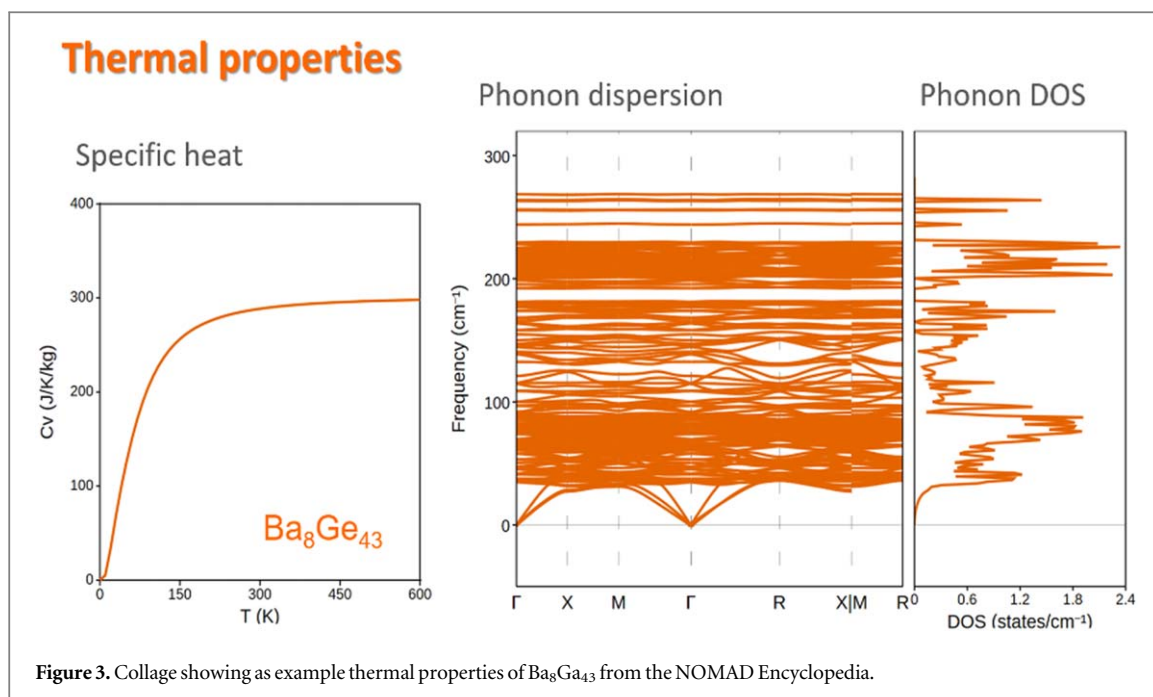 Thermal properties
Specific heat
400
300
200
100
0
Cv (J/K/kg)
0 150 300 450 600
T (K)
Ba₈Ge₄₃
Phonon dispersion
300
200
100
0
Frequency (cm⁻¹)
Γ X M Γ R X|M R
Phonon DOS
0 0.6 1.2 1.8 2.4
DOS (states/cm⁻¹)
Figure 3. Collage showing as example thermal properties of Ba₈Ga₄₃ from the NOMAD Encyclopedia.